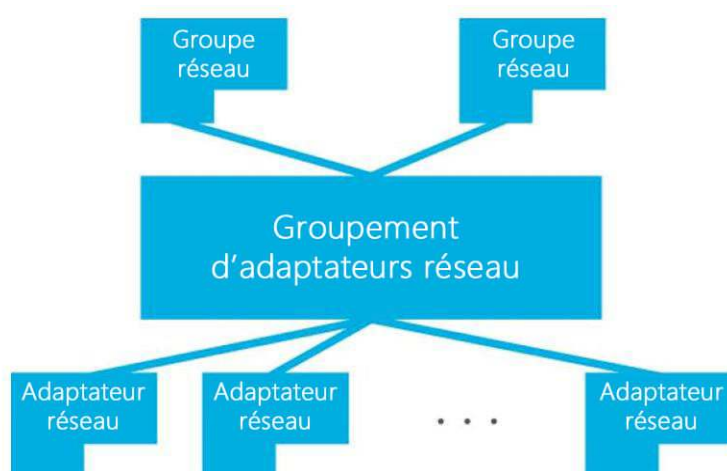 Groupe
réseau
Groupe
réseau
Groupement
d’adaptateurs réseau
Adaptateur
réseau
Adaptateur
réseau
. . .
Adaptateur
réseau